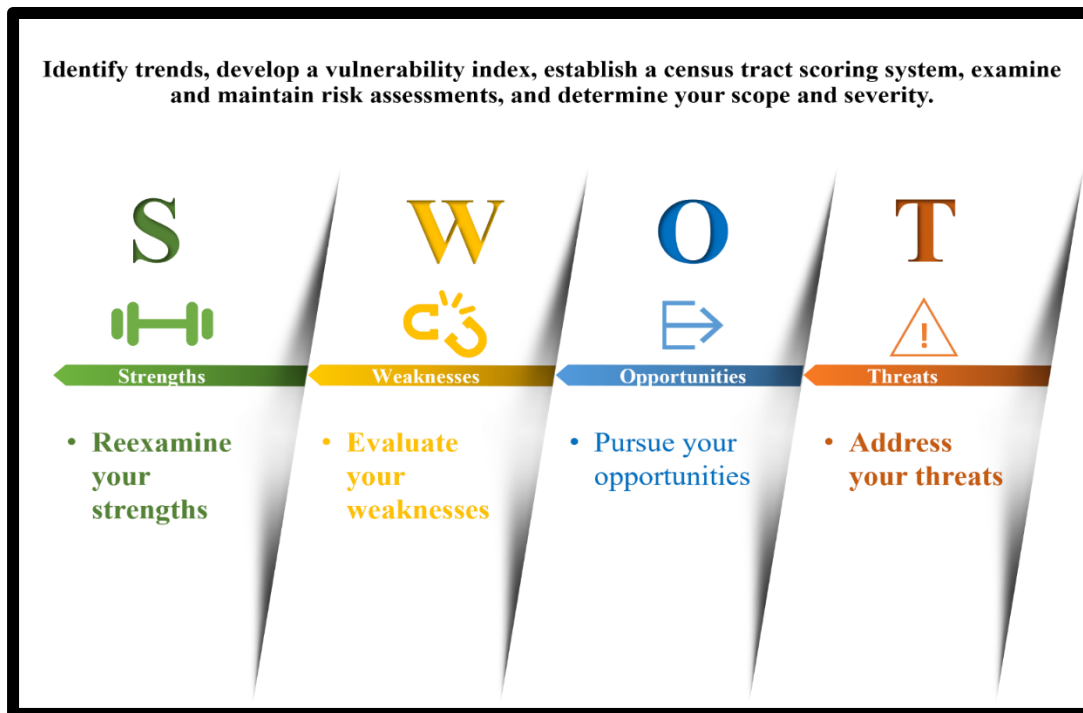 Identify trends, develop a vulnerability index, establish a census tract scoring system, examine
and maintain risk assessments, and determine your scope and severity.
S
W
O
T
Strengths
Weaknesses
Opportunities
Threats
• Reexamine
your
strengths
• Evaluate
your
weaknesses
• Pursue your
opportunities
• Address
your threats